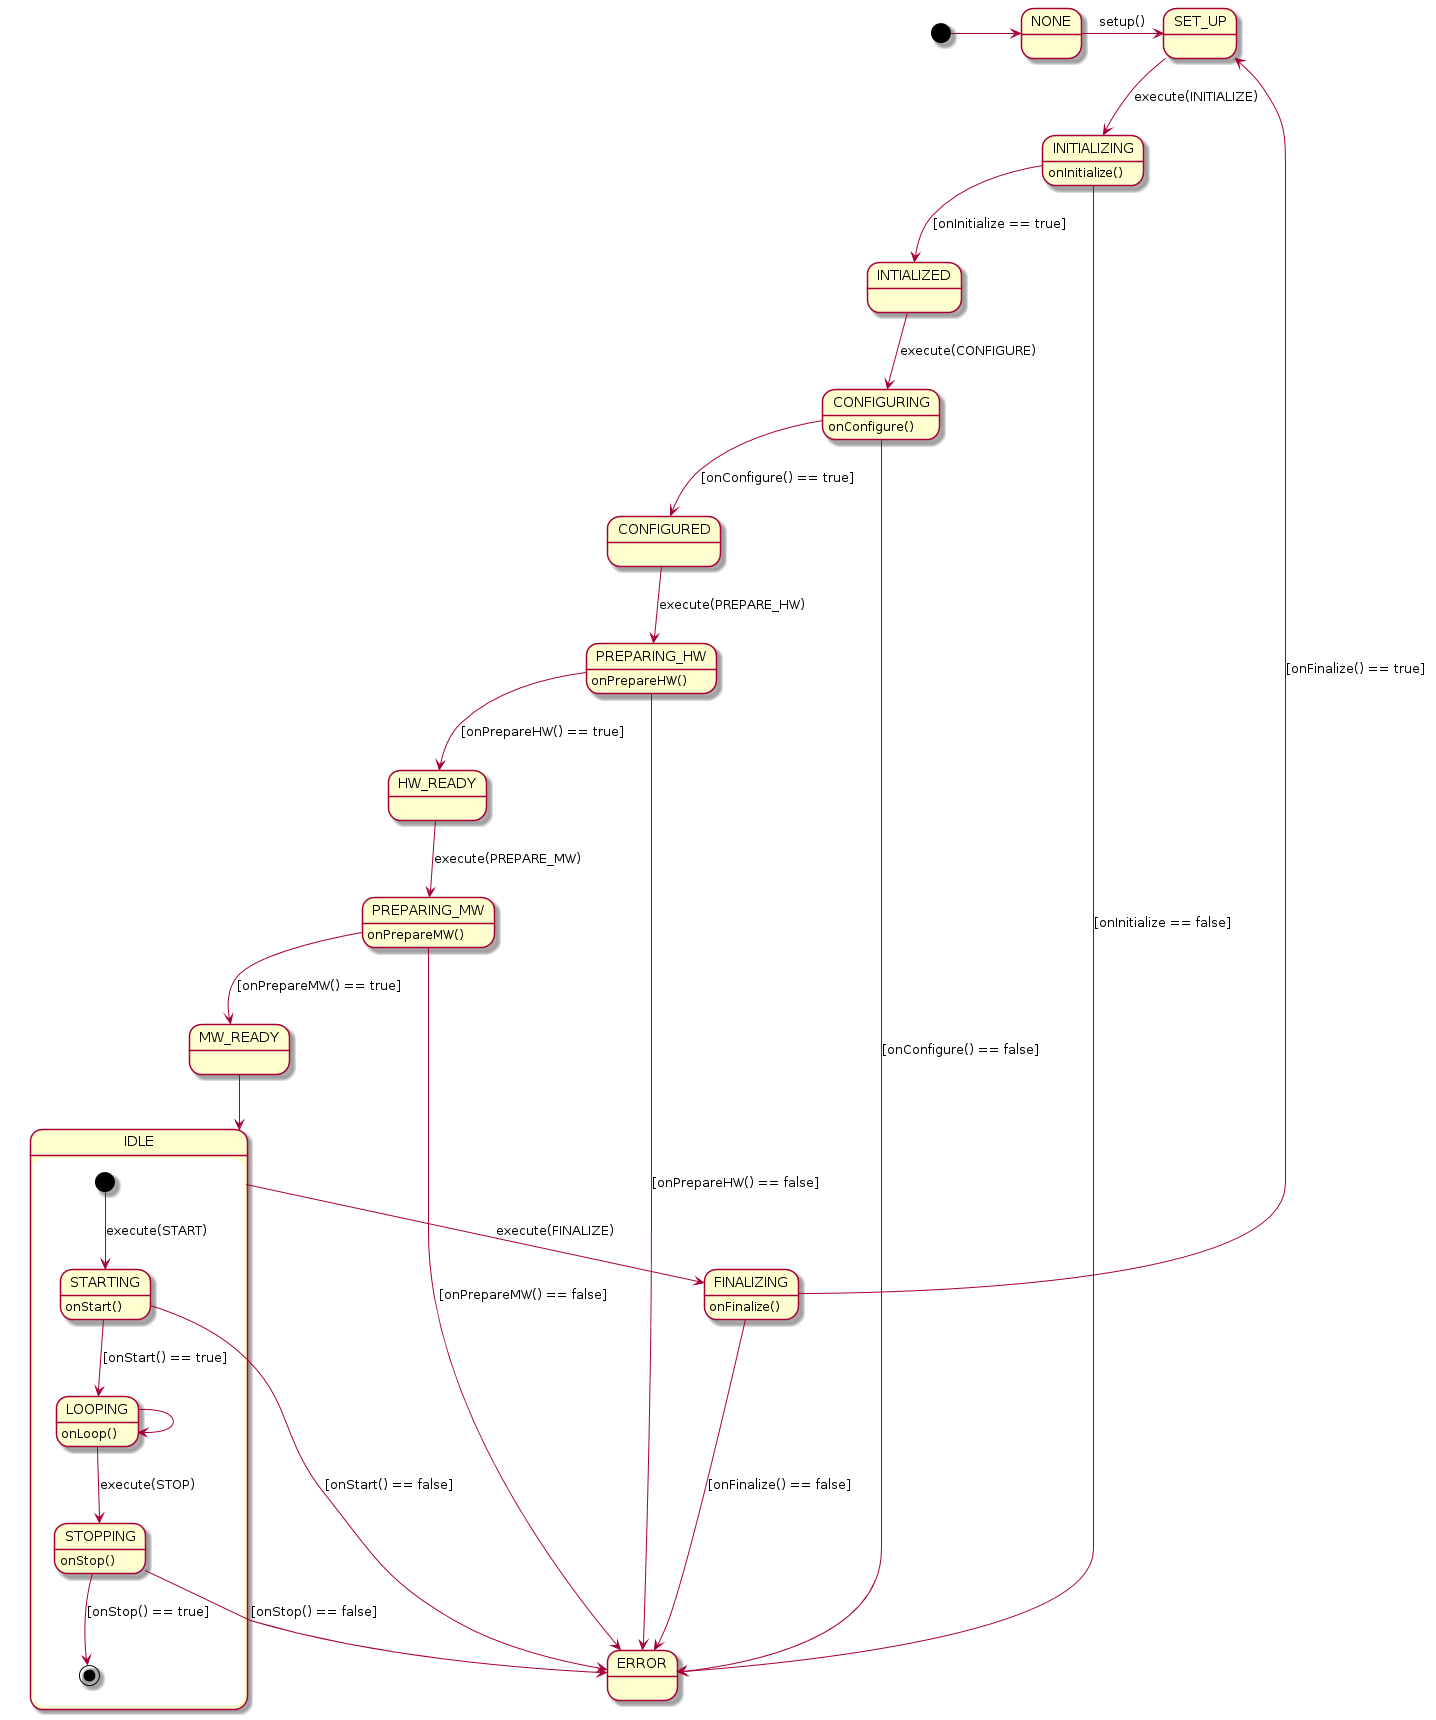 NONE
setup()
SET_UP
execute(INITIALIZE)
INITIALIZING
onInitialize()
[onInitialize == true]
INTIALIZED
execute(CONFIGURE)
CONFIGURING
onConfigure()
[onConfigure() == true]
CONFIGURED
execute(PREPARE_HW)
PREPARING_HW
onPrepareHW()
[onFinalize() == true]
[onPrepareHW() == true]
HW_READY
execute(PREPARE_MW)
PREPARING_MW
onPrepareMW()
[onInitialize == false]
[onPrepareMW() == true]
MW_READY
[onConfigure() == false]
IDLE
[onPrepareHW() == false]
execute(START)
execute(FINALIZE)
STARTING
onStart()
[onPrepareMW() == false]
FINALIZING
onFinalize()
[onStart() == true]
LOOPING
onLoop()
execute(STOP)
[onStart() == false]
[onFinalize() == false]
STOPPING
onStop()
[onStop() == true]
[onStop() == false]
ERROR